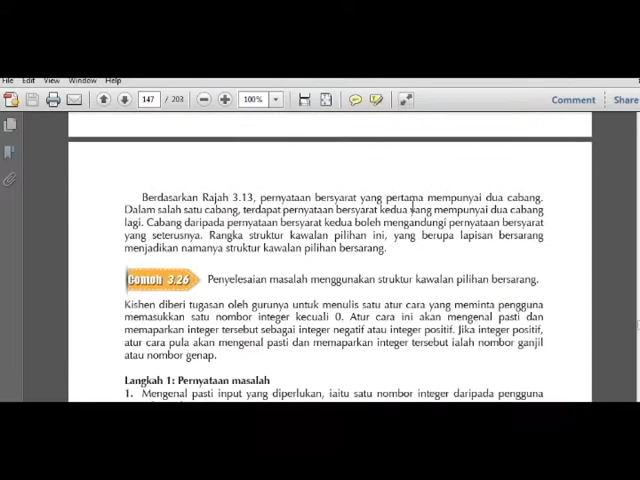 File Edit View Window Help
147 / 203 100% Comment Share
Berdasarkan Rajah 3.13, pernyataan bersyarat yang pertama mempunyai dua cabang.
Dalam salah satu cabang, terdapat pernyataan bersyarat kedua yang mempunyai dua cabang
lagi. Cabang daripada pernyataan bersyarat kedua boleh mengandungi pernyataan bersyarat
yang seterusnya. Rangka struktur kawalan pilihan ini, yang berupa lapisan bersarang
menjadikan namanya struktur kawalan pilihan bersarang.
Contoh 3.26 Penyelesaian masalah menggunakan struktur kawalan pilihan bersarang.
Kishen diberi tugasan oleh gurunya untuk menulis satu atur cara yang meminta pengguna
memasukkan satu nombor integer kecuali 0. Atur cara ini akan mengenal pasti dan
memaparkan integer tersebut sebagai integer negatif atau integer positif. Jika integer positif,
atur cara pula akan mengenal pasti dan memaparkan integer tersebut ialah nombor ganjil
atau nombor genap.
Langkah 1: Pernyataan masalah
1. Mengenal pasti input yang diperlukan, iaitu satu nombor integer daripada pengguna